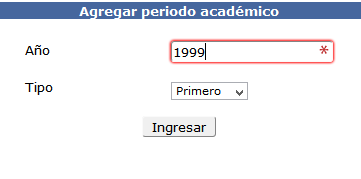 Agregar periodo académico
Año 1999 *
Tipo Primero
Ingresar